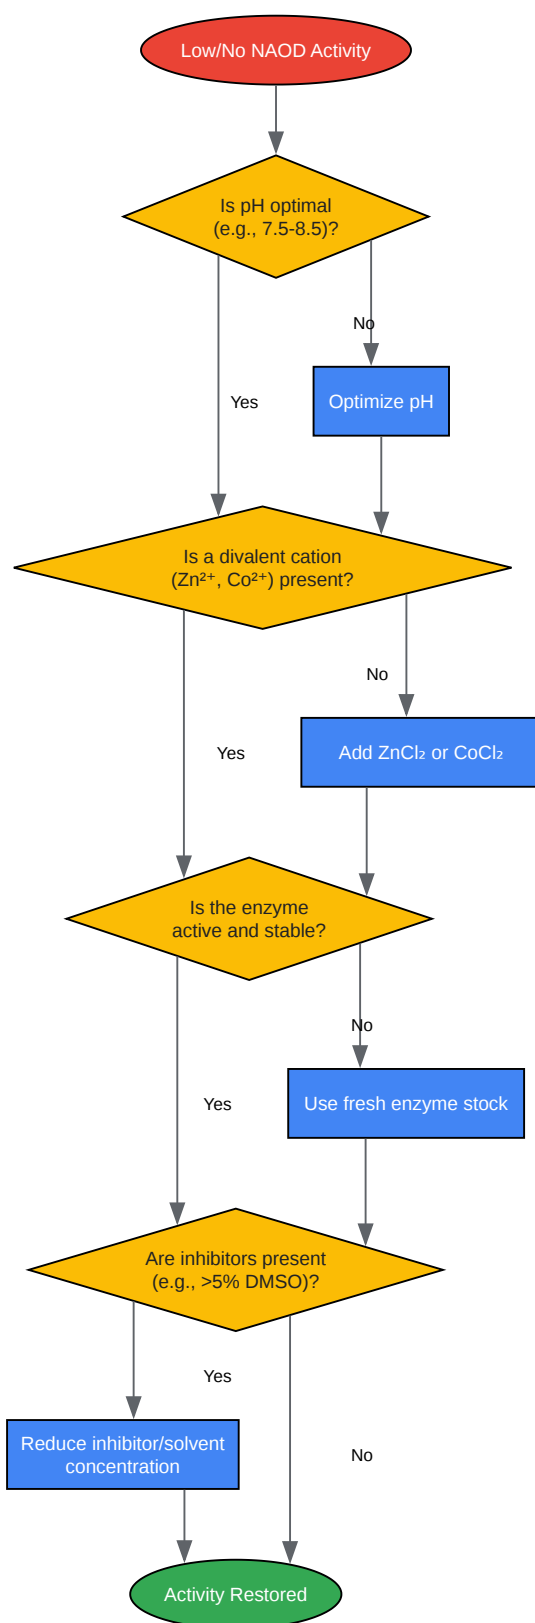 Low/No NAOD Activity
Is pH optimal
(e.g., 7.5-8.5)?
No
Yes
Optimize pH
Is a divalent cation
(Zn²⁺, Co²⁺) present?
No
Yes
Add ZnCl₂ or CoCl₂
Is the enzyme
active and stable?
No
Yes
Use fresh enzyme stock
Are inhibitors present
(e.g., >5% DMSO)?
Yes
Reduce inhibitor/solvent
concentration
No
Activity Restored